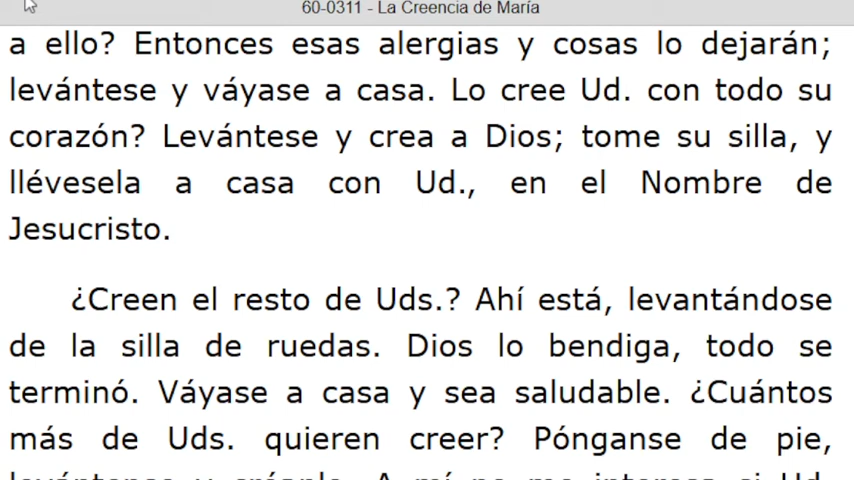 60-0311 - La Creencia de María
a ello? Entonces esas alergias y cosas lo dejarán;
levántese y váyase a casa. Lo cree Ud. con todo su
corazón? Levántese y crea a Dios; tome su silla, y
llévesela a casa con Ud., en el Nombre de
Jesucristo.
¿Creen el resto de Uds.? Ahí está, levantándose
de la silla de ruedas. Dios lo bendiga, todo se
terminó. Váyase a casa y sea saludable. ¿Cuántos
más de Uds. quieren creer? Pónganse de pie,